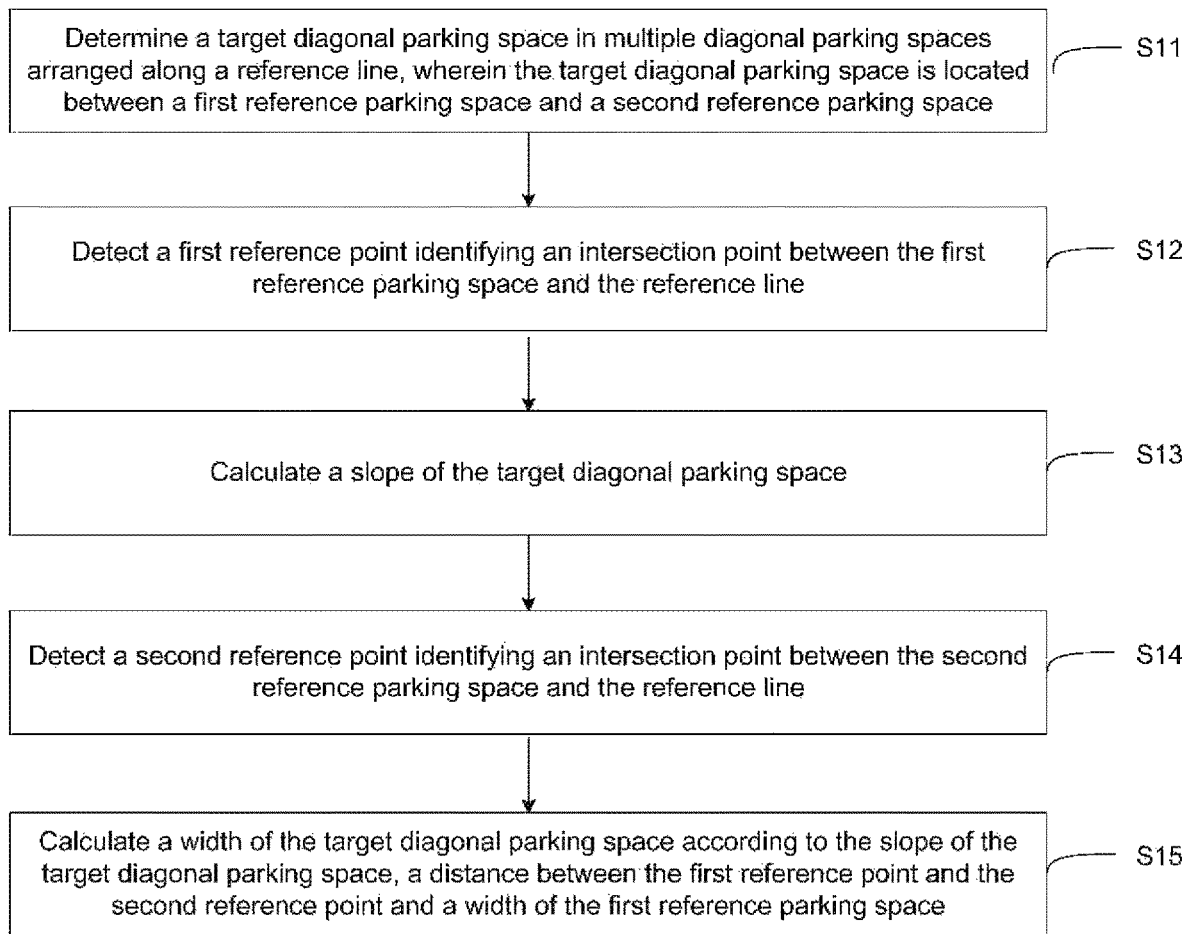 Determine a target diagonal parking space in multiple diagonal parking spaces
arranged along a reference line, wherein the target diagonal parking space is located
between a first reference parking space and a second reference parking space
S11
Detect a first reference point identifying an intersection point between the first
reference parking space and the reference line
S12
Calculate a slope of the target diagonal parking space
S13
Detect a second reference point identifying an intersection point between the second
reference parking space and the reference line
S14
Calculate a width of the target diagonal parking space according to the slope of the
target diagonal parking space, a distance between the first reference point and the
second reference point and a width of the first reference parking space
S15